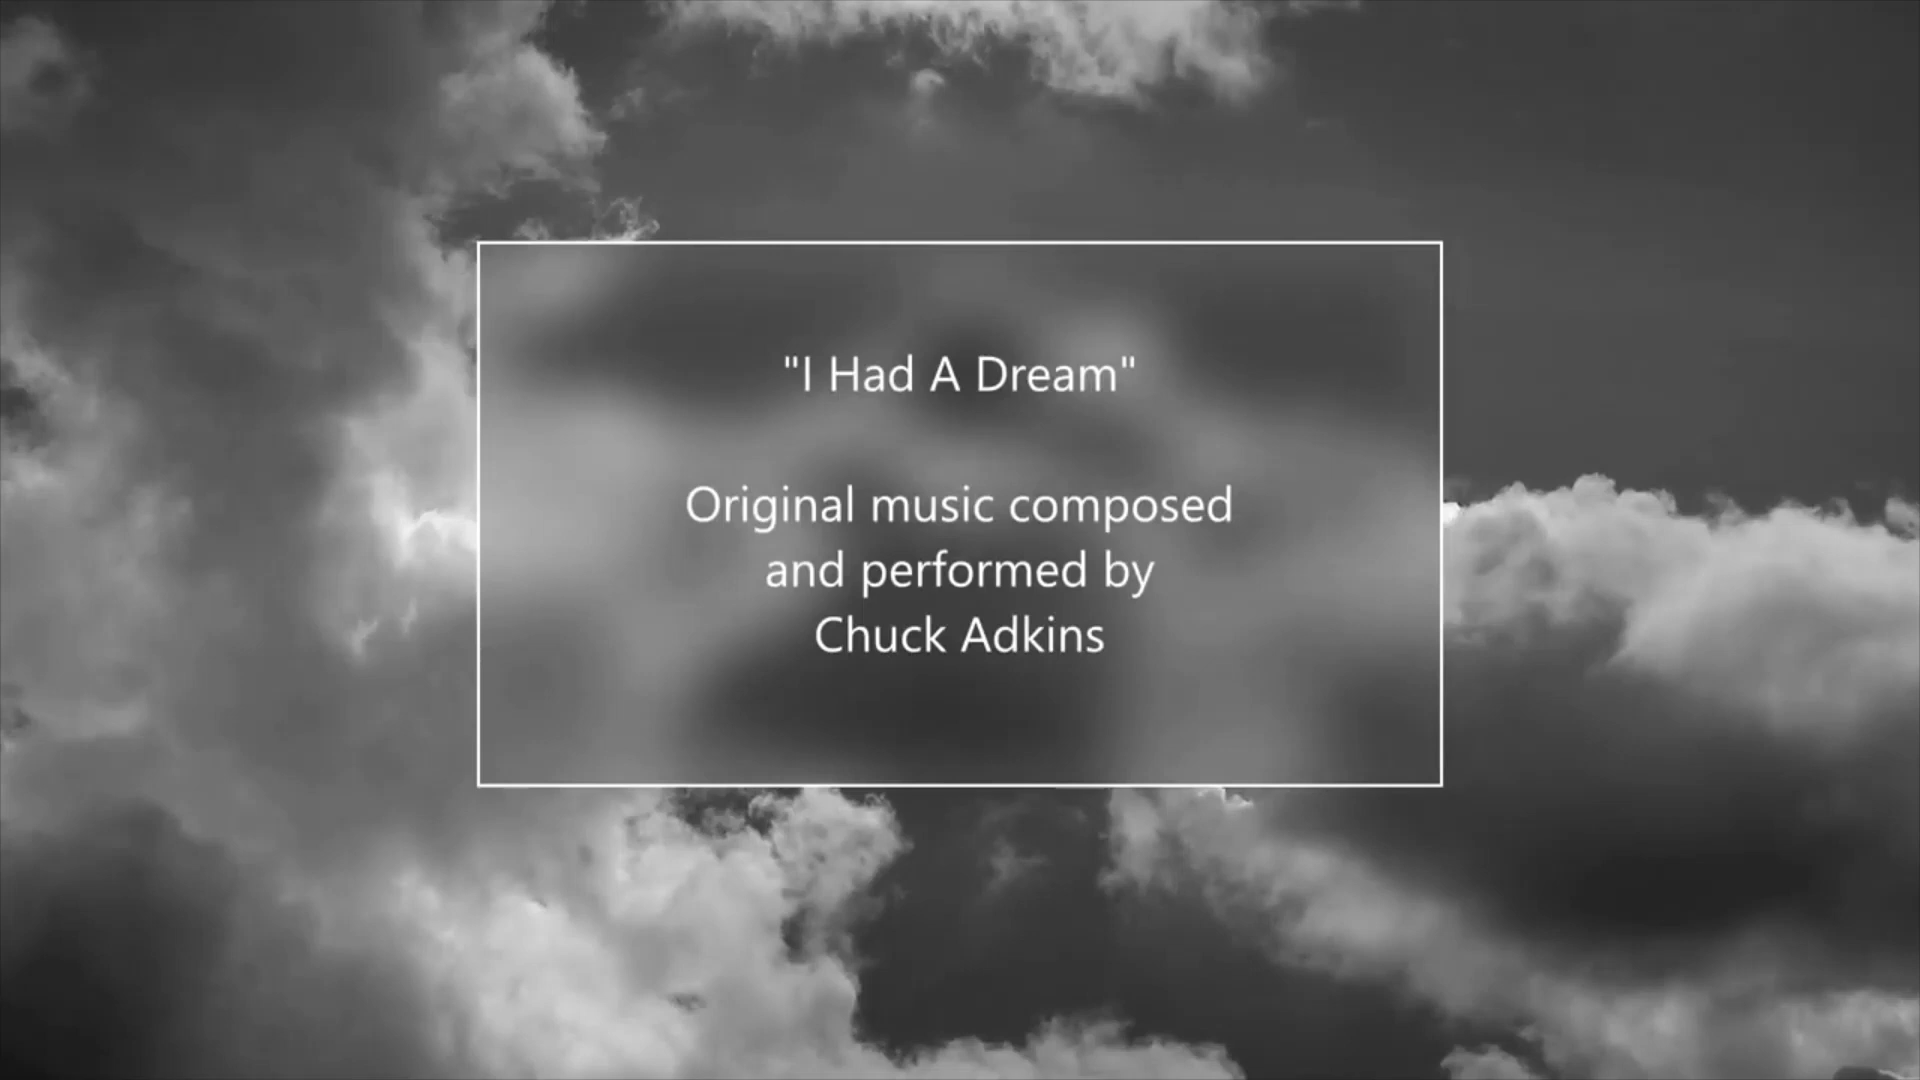 "I Had A Dream"
Original music composed
and performed by
Chuck Adkins